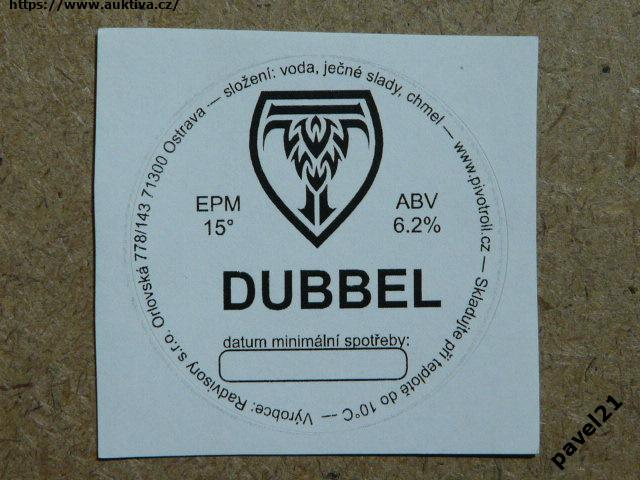 https://www.auktiva.cz/
složení: voda, ječné slady, chmel — www.pivotroll.cz — Skladujte při teplotě do 10°C — Výrobce: Radvisory s.r.o. Orlovská 778/143 71300 Ostrava —
EPM
15°
ABV
6.2%
DUBBEL
datum minimální spotřeby:
pavel21